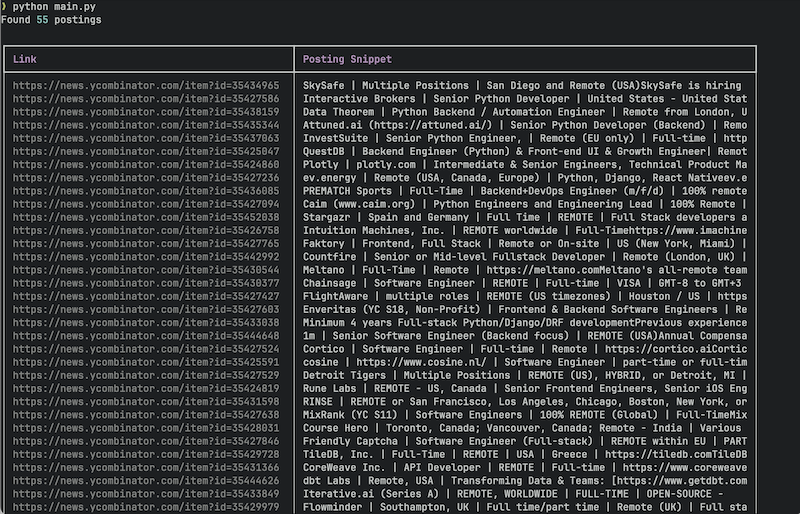 ❯ python main.py
Found 55 postings
Link Posting Snippet
https://news.ycombinator.com/item?id=35434965 SkySafe | Multiple Positions | San Diego and Remote (USA)SkySafe is hiring
https://news.ycombinator.com/item?id=35427586 Interactive Brokers | Senior Python Developer | United States - United Stat
https://news.ycombinator.com/item?id=35438159 Data Theorem | Python Backend / Automation Engineer | Remote from London, U
https://news.ycombinator.com/item?id=35435344 Attuned.ai (https://attuned.ai/) | Senior Python Developer (Backend) | Remo
https://news.ycombinator.com/item?id=35437063 InvestSuite | Senior Python Engineer, | Remote (EU only) | Full-time | http
https://news.ycombinator.com/item?id=35425047 QuestDB | Backend Engineer (Python) & Front-end UI & Growth Engineer| Remot
https://news.ycombinator.com/item?id=35424860 Plotly | plotly.com | Intermediate & Senior Engineers, Technical Product Ma
https://news.ycombinator.com/item?id=35427236 ev.energy | Remote (USA, Canada, Europe) | Python, Django, React Nativeev.e
https://news.ycombinator.com/item?id=35436085 PREMATCH Sports | Full-Time | Backend+DevOps Engineer (m/f/d) | 100% remote
https://news.ycombinator.com/item?id=35427094 Caim (www.caim.org) | Python Engineers and Engineering Lead | 100% Remote |
https://news.ycombinator.com/item?id=35452038 Stargazr | Spain and Germany | Full Time | REMOTE | Full Stack developers a
https://news.ycombinator.com/item?id=35426758 Intuition Machines, Inc. | REMOTE worldwide | Full-Timehttps://www.imachine
https://news.ycombinator.com/item?id=35427765 Faktory | Frontend, Full Stack | Remote or On-site | US (New York, Miami) |
https://news.ycombinator.com/item?id=35442992 Countfire | Senior or Mid-level Fullstack Developer | Remote (London, UK) |
https://news.ycombinator.com/item?id=35430544 Meltano | Full-Time | Remote | https://meltano.comMeltano's all-remote team
https://news.ycombinator.com/item?id=35430377 Chainsage | Software Engineer | REMOTE | Full-time | VISA | GMT-8 to GMT+3
https://news.ycombinator.com/item?id=35427427 FlightAware | multiple roles | REMOTE (US timezones) | Houston / US | https
https://news.ycombinator.com/item?id=35427603 Enveritas (YC S18, Non-Profit) | Frontend & Backend Software Engineers | Re
https://news.ycombinator.com/item?id=35433038 Minimum 4 years Full-stack Python/Django/DRF developmentPrevious experience
https://news.ycombinator.com/item?id=35444648 1m | Senior Software Engineer (Backend focus) | REMOTE (USA)Annual Compensa
https://news.ycombinator.com/item?id=35427524 Cortico | Software Engineer | Full-time | Remote | https://cortico.aiCortic
https://news.ycombinator.com/item?id=35425591 cosine | https://www.cosine.nl/ | Software Engineer | part-time or full-tim
https://news.ycombinator.com/item?id=35427529 Detroit Tigers | Multiple Positions | REMOTE (US), HYBRID, or Detroit, MI |
https://news.ycombinator.com/item?id=35424819 Rune Labs | REMOTE - US, Canada | Senior Frontend Engineers, Senior iOS Eng
https://news.ycombinator.com/item?id=35431598 RINSE | REMOTE or San Francisco, Los Angeles, Chicago, Boston, New York, or
https://news.ycombinator.com/item?id=35427638 MixRank (YC S11) | Software Engineers | 100% REMOTE (Global) | Full-TimeMix
https://news.ycombinator.com/item?id=35428031 Course Hero | Toronto, Canada; Vancouver, Canada; Remote - India | Various
https://news.ycombinator.com/item?id=35427846 Friendly Captcha | Software Engineer (Full-stack) | REMOTE within EU | PART
https://news.ycombinator.com/item?id=35429728 TileDB, Inc. | Full-Time | REMOTE | USA | Greece | https://tiledb.comTileDB
https://news.ycombinator.com/item?id=35431366 CoreWeave Inc. | API Developer | REMOTE | Full-time | https://www.coreweave
https://news.ycombinator.com/item?id=35444626 dbt Labs | Remote, USA | Transforming Data & Teams: [https://www.getdbt.com
https://news.ycombinator.com/item?id=35433849 Iterative.ai (Series A) | REMOTE, WORLDWIDE | FULL-TIME | OPEN-SOURCE -
https://news.ycombinator.com/item?id=35429979 Flowminder | Southampton, UK | Full time/part time | Remote (UK) | Full sta